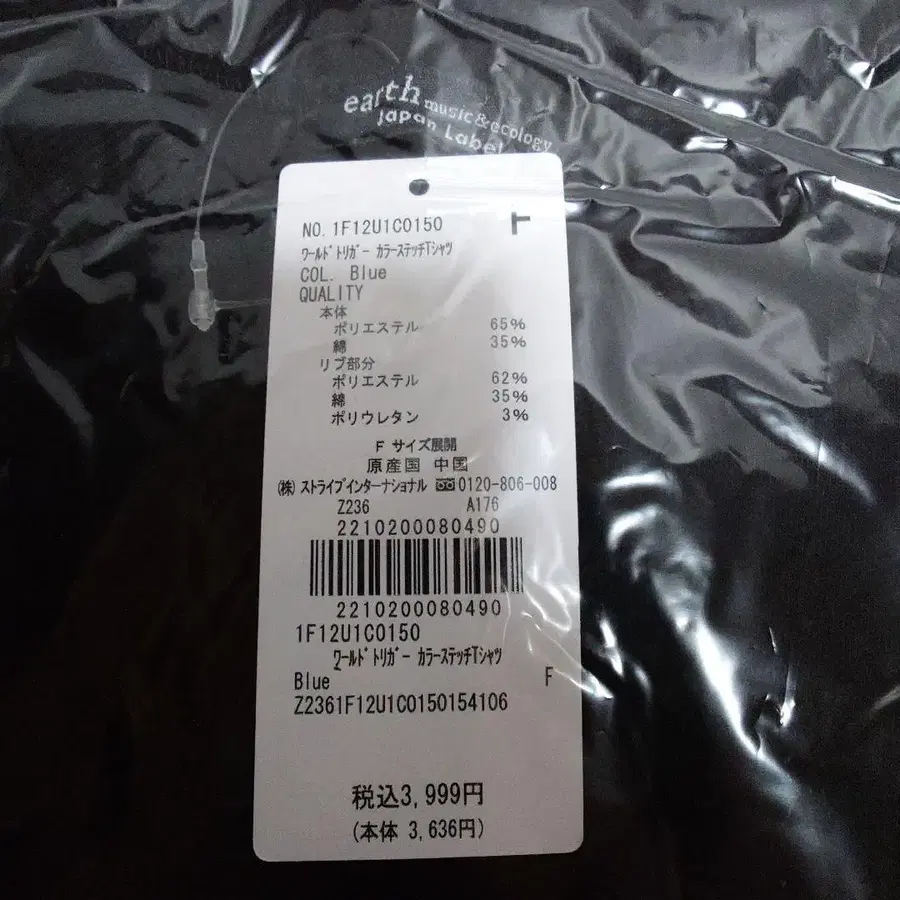 earth music&ecology
Japan Label
NO. 1F12U1C0150 F
ワールドトリガー カラーステッチTシャツ
COL. Blue
QUALITY
本体
ポリエステル 65%
綿 35%
リブ部分
ポリエステル 62%
綿 35%
ポリウレタン 3%
F サイズ展開
原産国 中国
(株) ストライプインターナショナル 0120-806-008
Z236 A176
2210200080490
2210200080490
1F12U1C0150
ワールドトリガー カラーステッチTシャツ
Blue F
Z2361F12U1C0150154106
税込3,999円
(本体 3,636円)